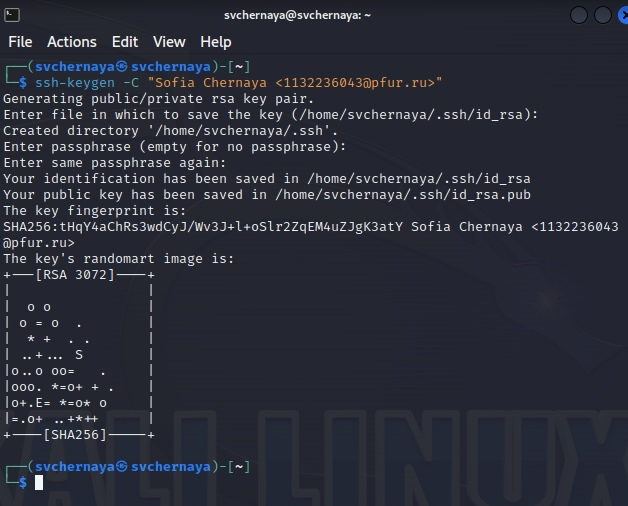 svchernaya@svchernaya: ~
File Actions Edit View Help
┌──(svchernaya㉿svchernaya)-[~]
└─$ ssh-keygen -C "Sofia Chernaya <1132236043@pfur.ru>"
Generating public/private rsa key pair.
Enter file in which to save the key (/home/svchernaya/.ssh/id_rsa):
Created directory '/home/svchernaya/.ssh'.
Enter passphrase (empty for no passphrase):
Enter same passphrase again:
Your identification has been saved in /home/svchernaya/.ssh/id_rsa
Your public key has been saved in /home/svchernaya/.ssh/id_rsa.pub
The key fingerprint is:
SHA256:tHqY4aChRs3wdCyJ/Wv3J+l+oSlr2ZqEM4uZJgK3atY Sofia Chernaya <1132236043
@pfur.ru>
The key's randomart image is:
+---[RSA 3072]----+
|                 |
|  o o            |
| o = o  .        |
|  * +  . .       |
| ..+... S        |
|o..o oo=   .     |
|ooo. *=o+ + .    |
|o+.E= *=o* o     |
|=.o+  ..+*++     |
+----[SHA256]-----+
┌──(svchernaya㉿svchernaya)-[~]
└─$
KALI LINUX